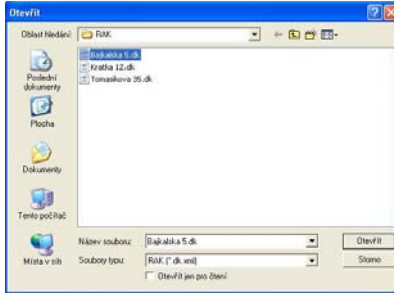 Otevřít
Oblast hledání: RAK
Bajkalska 5.dk
Kratka 12.dk
Tomaskova 35.dk
Poslední dokumenty
Plocha
Dokumenty
Tento počítač
Místa v síti
Název souboru: Bajkalska 5.dk Otevřít
Soubory typu: RAK (*.dk.xml) Storno
Otevřít jen pro čtení